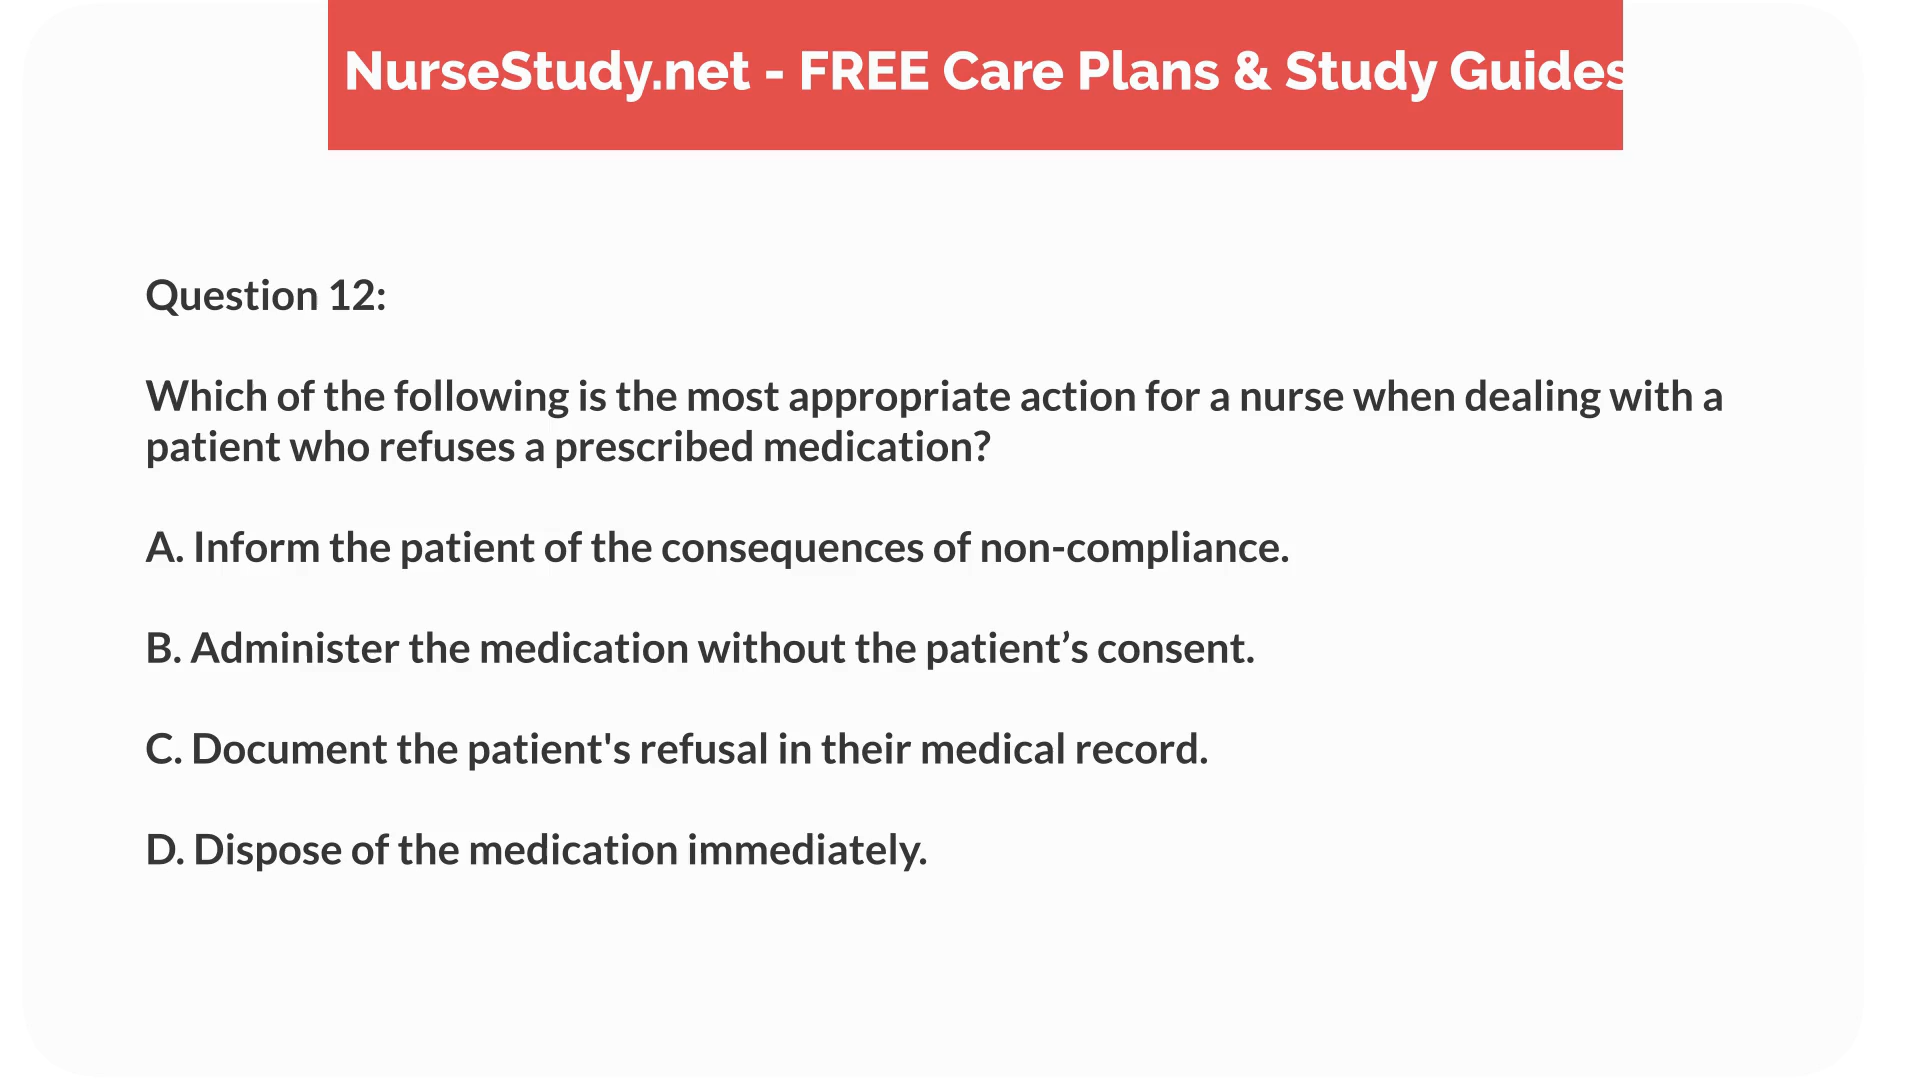 NurseStudy.net - FREE Care Plans & Study Guides
Question 12:
Which of the following is the most appropriate action for a nurse when dealing with a
patient who refuses a prescribed medication?
A. Inform the patient of the consequences of non-compliance.
B. Administer the medication without the patient’s consent.
C. Document the patient's refusal in their medical record.
D. Dispose of the medication immediately.